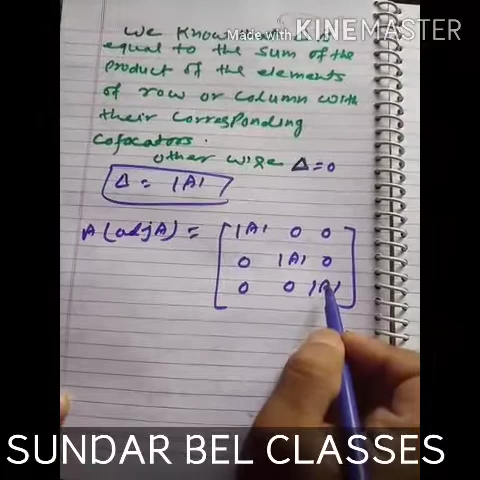 Made with KINEMASTER
We know
equal to the sum of the
product of the elements
of row or column with
their corresponding
cofocators.
other wise Δ=0
Δ = |A|
A(adjA) = [ |A| 0 0
0 |A| 0
0 0 |A| ]
SUNDAR BEL CLASSES